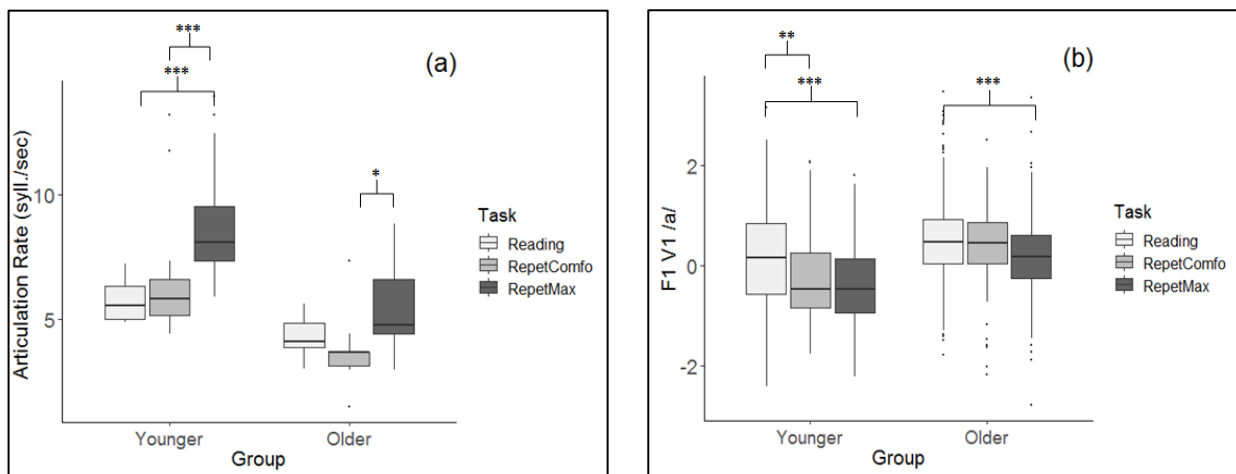 (a)
***
***
*
Articulation Rate (syll./sec)
10
5
Task
Reading
RepetComfo
RepetMax
Younger
Older
Group
(b)
**
***
***
F1 V1 /a/
2
0
-2
Task
Reading
RepetComfo
RepetMax
Younger
Older
Group